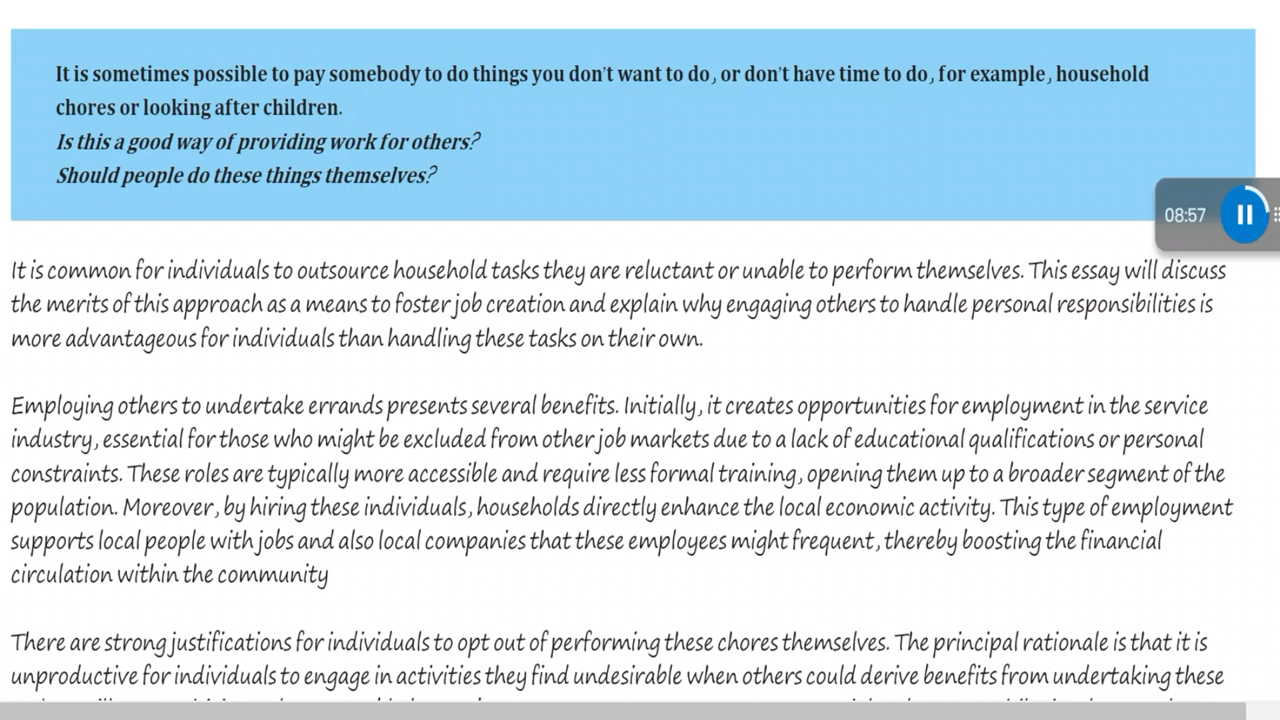 It is sometimes possible to pay somebody to do things you don't want to do, or don't have time to do, for example, household
chores or looking after children.
Is this a good way of providing work for others?
Should people do these things themselves?
08:57
It is common for individuals to outsource household tasks they are reluctant or unable to perform themselves. This essay will discuss
the merits of this approach as a means to foster job creation and explain why engaging others to handle personal responsibilities is
more advantageous for individuals than handling these tasks on their own.
Employing others to undertake errands presents several benefits. Initially, it creates opportunities for employment in the service
industry, essential for those who might be excluded from other job markets due to a lack of educational qualifications or personal
constraints. These roles are typically more accessible and require less formal training, opening them up to a broader segment of the
population. Moreover, by hiring these individuals, households directly enhance the local economic activity. This type of employment
supports local people with jobs and also local companies that these employees might frequent, thereby boosting the financial
circulation within the community
There are strong justifications for individuals to opt out of performing these chores themselves. The principal rationale is that it is
unproductive for individuals to engage in activities they find undesirable when others could derive benefits from undertaking these